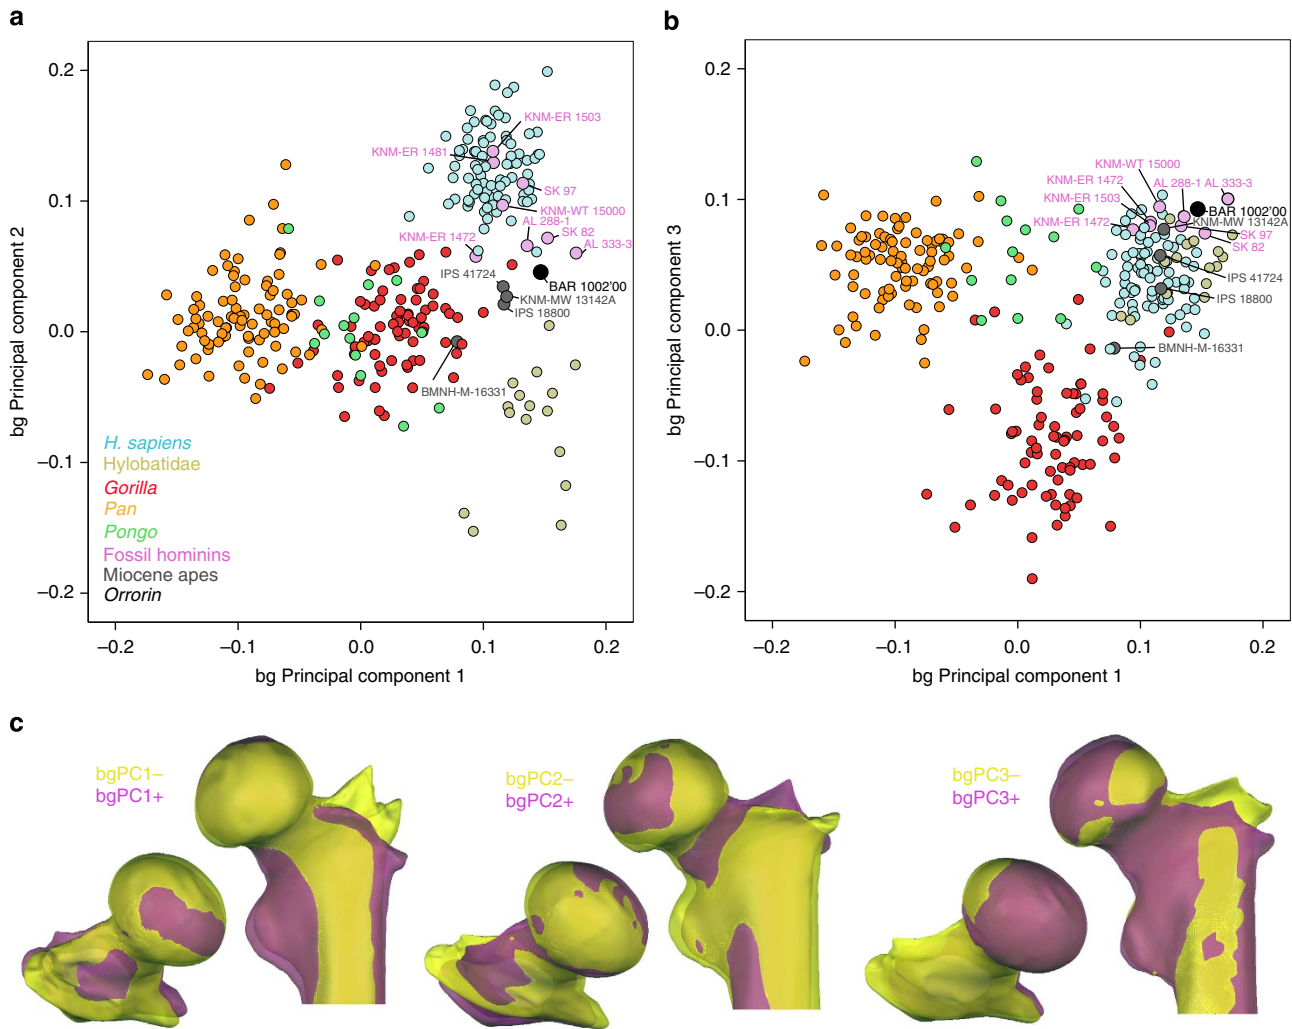 a
bg Principal component 2
0.2
0.1
0.0
–0.1
–0.2
–0.2
–0.1
0.0
0.1
0.2
bg Principal component 1
KNM-ER 1503
KNM-ER 1481
SK 97
KNM-WT 15000
AL 288-1
SK 82
KNM-ER 1472
AL 333-3
IPS 41724
BAR 1002'00
KNM-MW 13142A
IPS 18800
BMNH-M-16331
H. sapiens
Hylobatidae
Gorilla
Pan
Pongo
Fossil hominins
Miocene apes
Orrorin
b
bg Principal component 3
0.2
0.1
0.0
–0.1
–0.2
–0.2
–0.1
0.0
0.1
0.2
bg Principal component 1
KNM-WT 15000
KNM-ER 1472
AL 288-1 AL 333-3
KNM-ER 1503
BAR 1002'00
KNM-ER 1472
KNM-MW 13142A
SK 97
SK 82
IPS 41724
IPS 18800
BMNH-M-16331
c
bgPC1–
bgPC1+
bgPC2–
bgPC2+
bgPC3–
bgPC3+